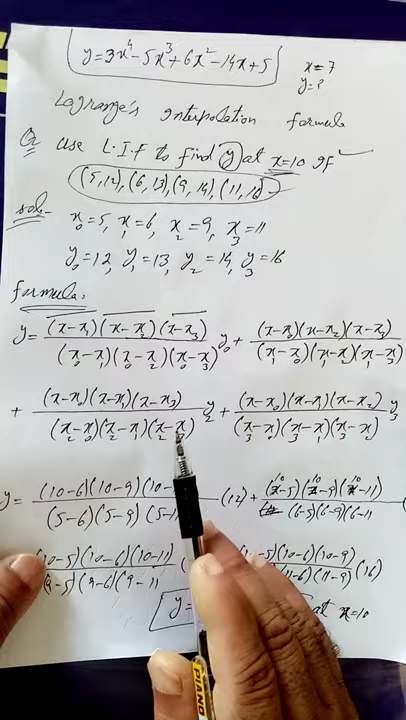 y = 3x⁴ - 5x³ + 6x² - 14x + 5
x = 7
y = ?
Lagrange's Interpolation formula
Q Use L.I.F to find y at x=10 if
(5,12), (6,13), (9,14), (11,16)
Sol-
x₀=5, x₁=6, x₂=9, x₃=11
y₀=12, y₁=13, y₂=14, y₃=16
formula:
y = (x-x₁)(x-x₂)(x-x₃)/(x₀-x₁)(x₀-x₂)(x₀-x₃) y₀ + (x-x₀)(x-x₂)(x-x₃)/(x₁-x₀)(x₁-x₂)(x₁-x₃)
+ (x-x₀)(x-x₁)(x-x₃)/(x₂-x₀)(x₂-x₁)(x₂-x₃) y₂ + (x-x₀)(x-x₁)(x-x₂)/(x₃-x₀)(x₃-x₁)(x₃-x₂) y₃
y = (10-6)(10-9)(10-/(5-6)(5-9)(5-11 (12) + (10-5)(10-9)(10-11)/(6-5)(6-9)(6-11
10-5)(10-6)(10-11)/9-5)(9-6)(9-11 -5)(10-6)(10-9)/11-6)(11-9) (16)
y= at x=10
PIANO